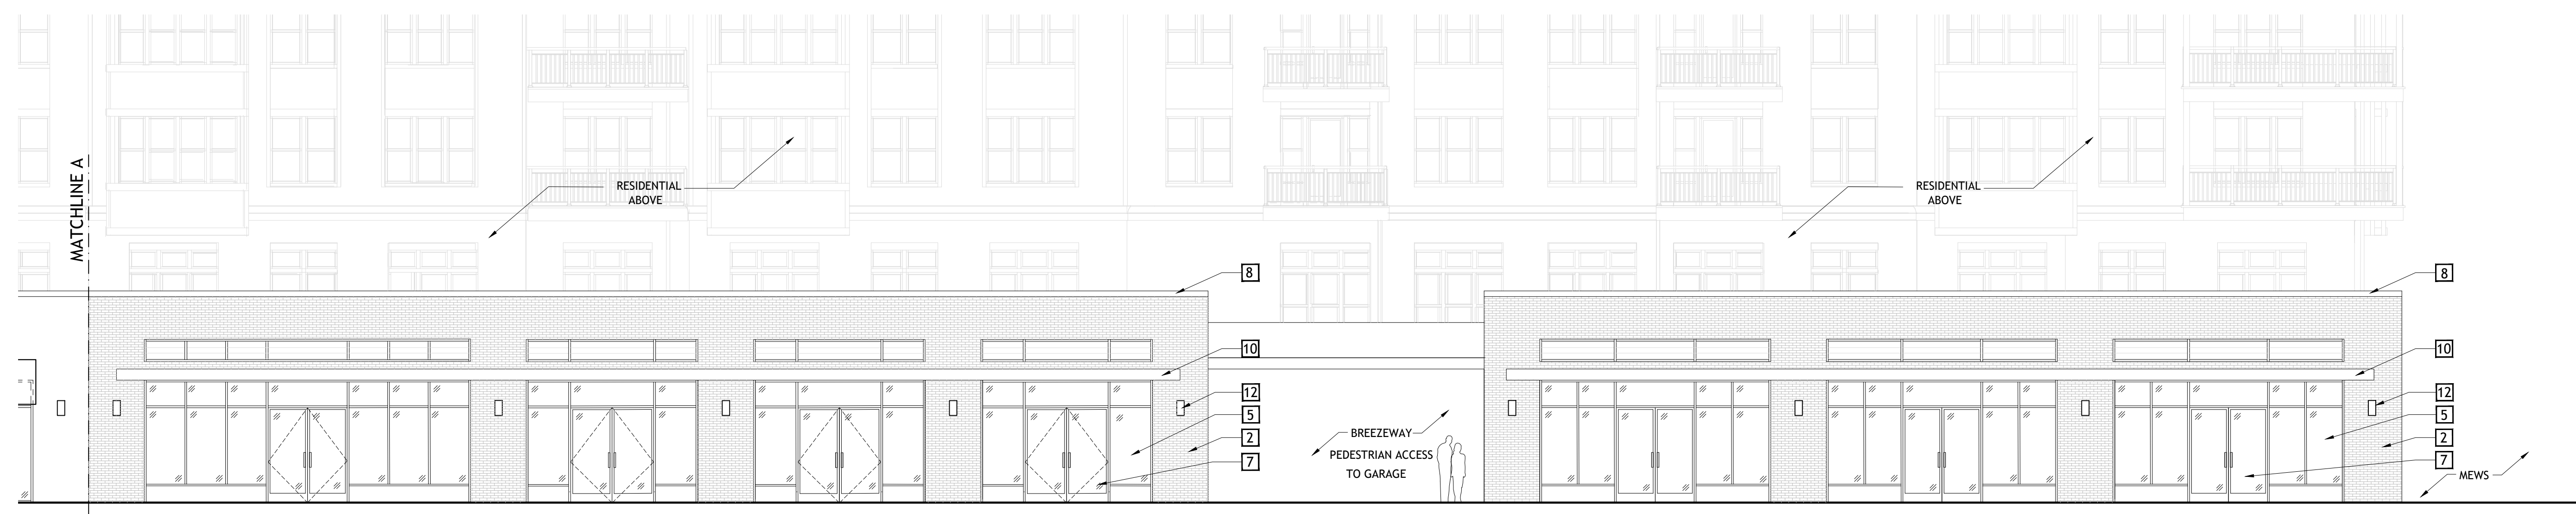 MATCHLINE A
RESIDENTIAL
ABOVE
8
10
12
5
2
7
BREEZEWAY
PEDESTRIAN ACCESS
TO GARAGE
RESIDENTIAL
ABOVE
8
10
12
5
2
7
MEWS